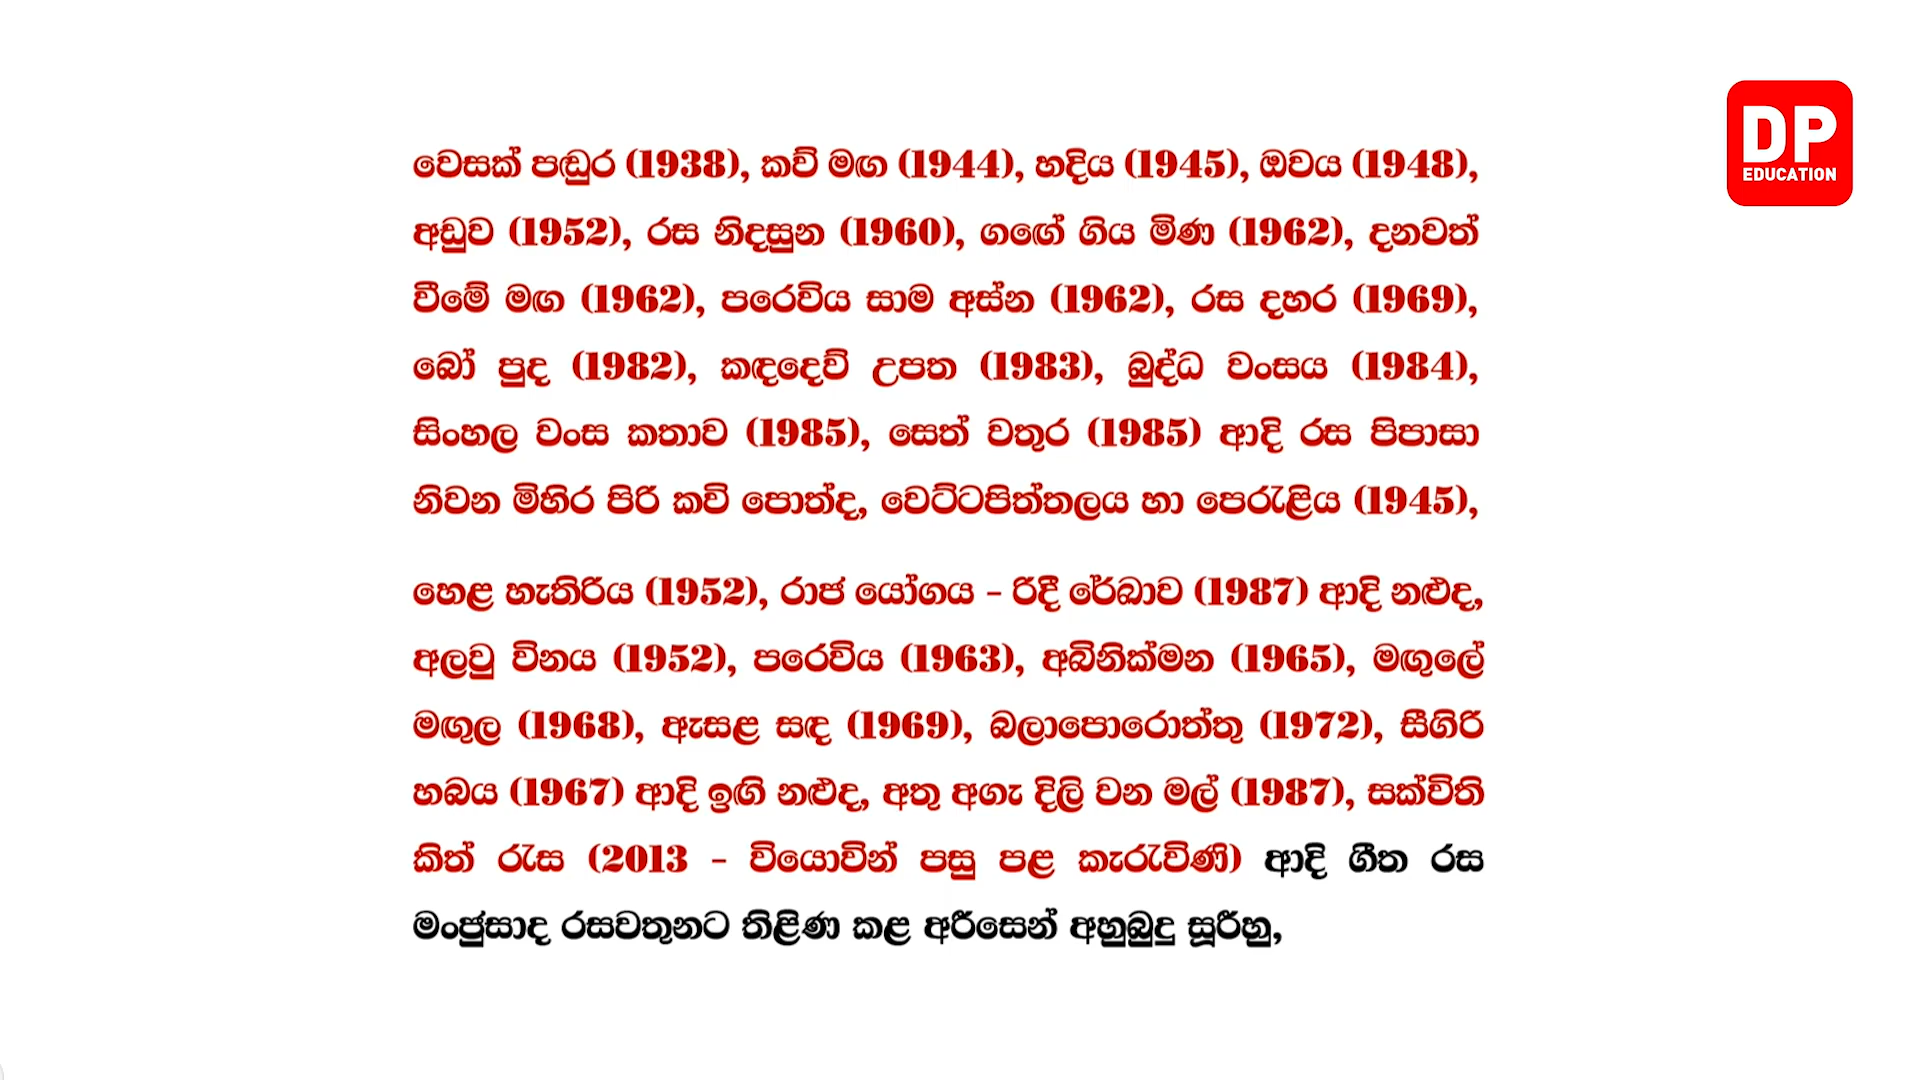 DP
EDUCATION
වෙසක් පඬුර (1938), කව් මඟ (1944), හදිය (1945), ඔවය (1948),
අඩුව (1952), රස නිදසුන (1960), ගඟේ ගිය මිණ (1962), දනවත්
වීමේ මඟ (1962), පරෙවිය සාම අස්න (1962), රස දහර (1969),
බෝ පුද (1982), කඳදෙව් උපත (1983), බුද්ධ වංසය (1984),
සිංහල වංස කතාව (1985), සෙත් වතුර (1985) ආදි රස පිපාසා
නිවන මිහිර පිරි කවි පොත්ද, වෙට්ටපිත්තලය හා පෙරැළිය (1945),
හෙළ හැතිරිය (1952), රාජ යෝගය - රිදී රේඛාව (1987) ආදි නළුද,
අලවු විනය (1952), පරෙවිය (1963), අබිනික්මන (1965), මඟුලේ
මඟුල (1968), ඇසළ සඳ (1969), බලාපොරොත්තු (1972), සීගිරි
හබය (1967) ආදි ඉඟි නළුද, අතු අගැ දිලි වන මල් (1987), සක්විති
කිත් රැස (2013 - වියොවින් පසු පළ කැරැවිණි) ආදි ගීත රස
මංජුසාද රසවතුනට තිළිණ කළ අරීසෙන් අහුබුදු සූරීහු,